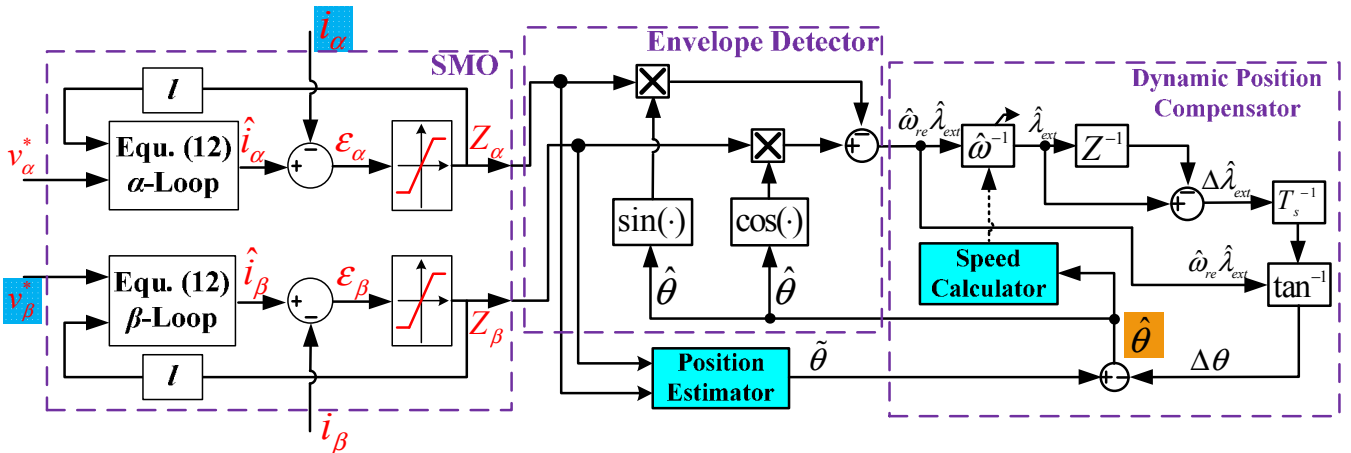 i_α
SMO
Envelope Detector
Dynamic Position
Compensator
l
v_α^*
Equ. (12)
α-Loop
î_α
ε_α
Z_α
+
−
×
×
sin(·)
cos(·)
θ̂
θ̂
−
+
ω̂_re λ̂_ext
ω̂^-1
λ̂_ext
Z^-1
−
+
Δλ̂_ext
T_s^-1
v_β^*
Equ. (12)
β-Loop
î_β
ε_β
Z_β
+
−
l
i_β
Speed
Calculator
ω̂_re λ̂_ext
tan^-1
θ̂
Position
Estimator
θ̃
+
−
Δθ